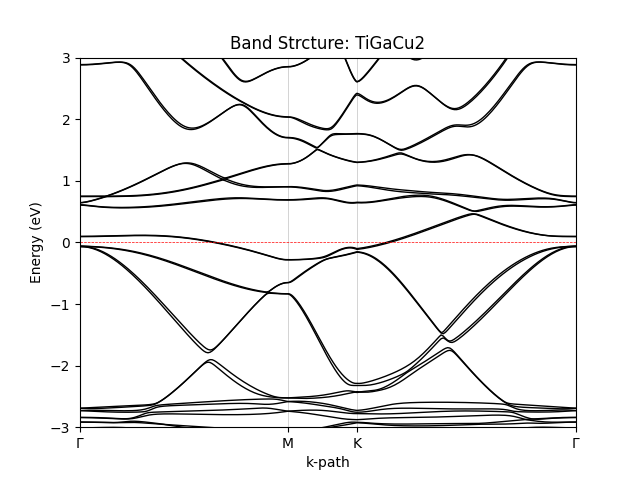 Band Strcture: TiGaCu2
Energy (eV)
3
2
1
0
−1
−2
−3
Γ
M
K
Γ
k-path